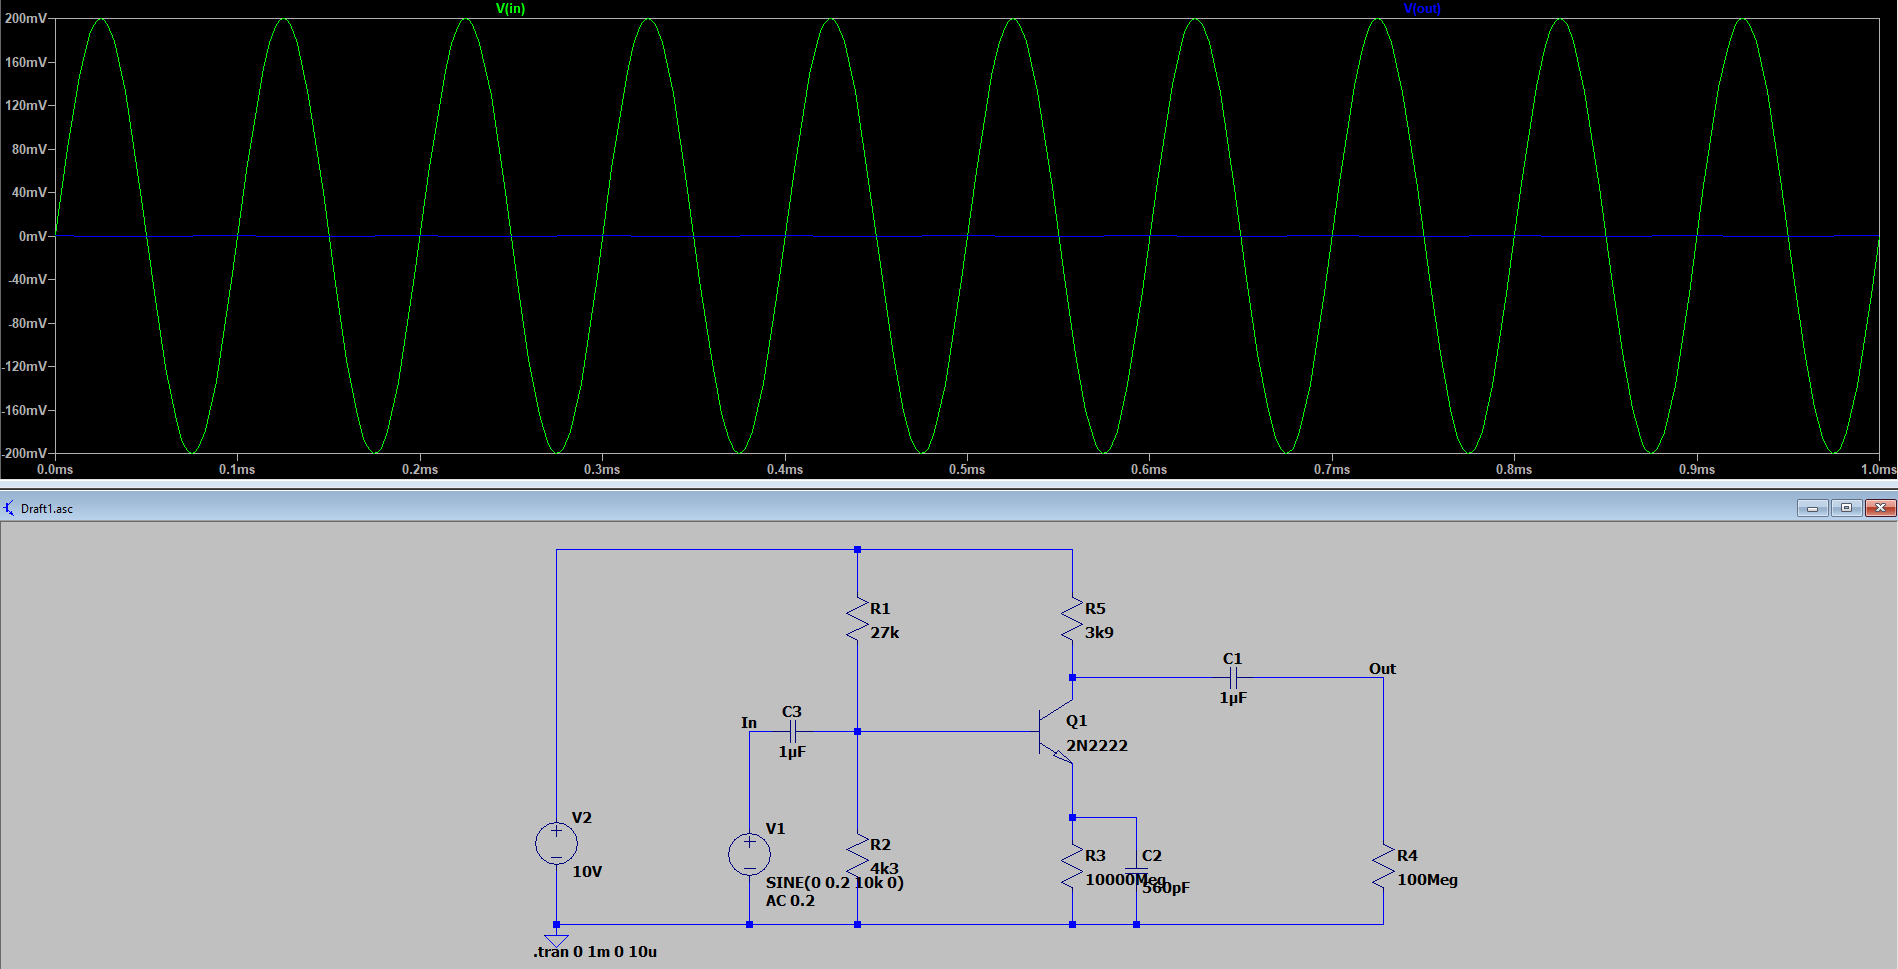 V(in) V(out)
200mV
160mV
120mV
80mV
40mV
0mV
-40mV
-80mV
-120mV
-160mV
-200mV
0.0ms 0.1ms 0.2ms 0.3ms 0.4ms 0.5ms 0.6ms 0.7ms 0.8ms 0.9ms 1.0ms
Draft1.asc
R1
27k
R5
3k9
C1
1µF
Out
In
C3
1µF
Q1
2N2222
V2
10V
V1
SINE(0 0.2 10k 0)
AC 0.2
R2
4k3
R3
10000Meg
C2
560pF
R4
100Meg
.tran 0 1m 0 10u